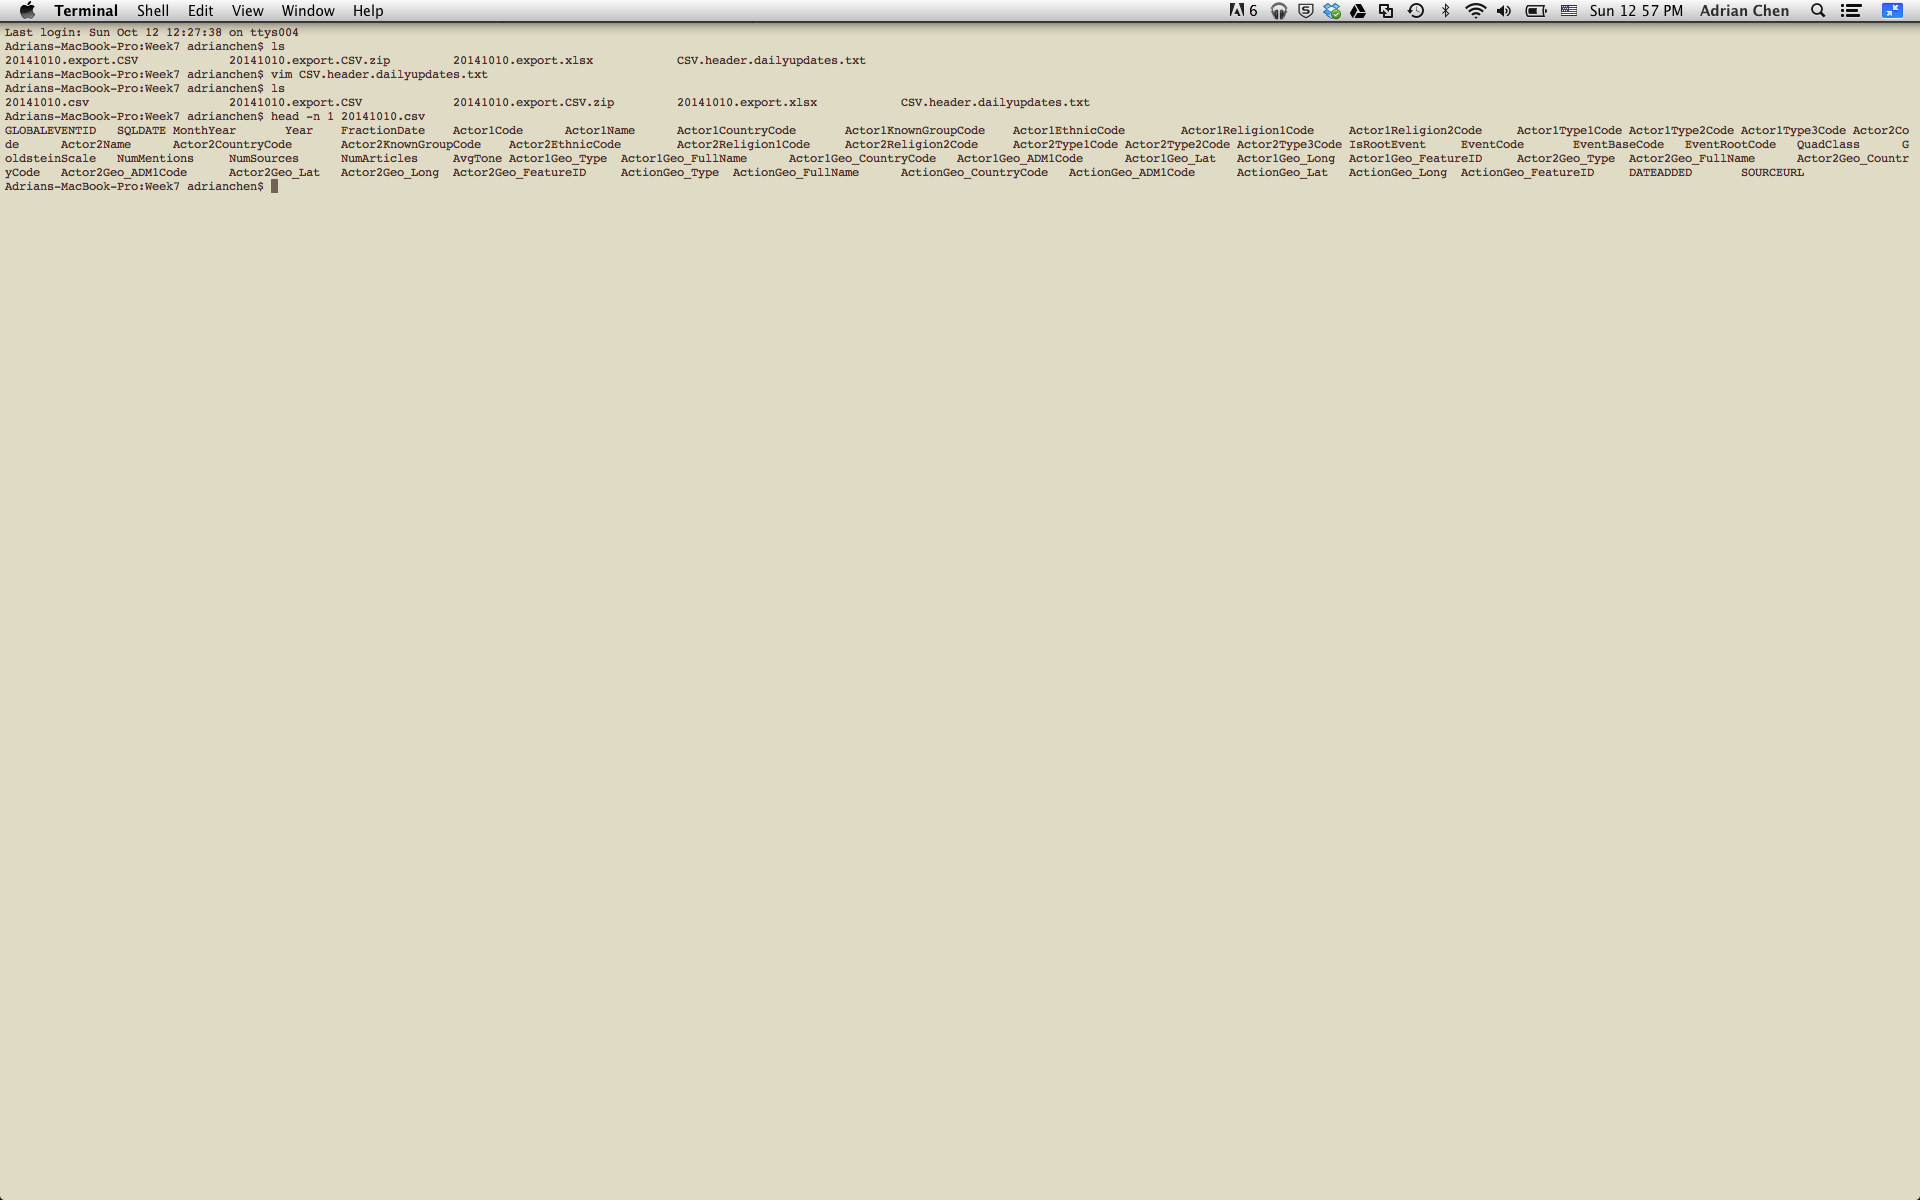 Terminal Shell Edit View Window Help 6 Sun 12 57 PM Adrian Chen
Last login: Sun Oct 12 12:27:38 on ttys004
Adrians-MacBook-Pro:Week7 adrianchen$ ls
20141010.export.CSV 20141010.export.CSV.zip 20141010.export.xlsx CSV.header.dailyupdates.txt
Adrians-MacBook-Pro:Week7 adrianchen$ vim CSV.header.dailyupdates.txt
Adrians-MacBook-Pro:Week7 adrianchen$ ls
20141010.csv 20141010.export.CSV 20141010.export.CSV.zip 20141010.export.xlsx CSV.header.dailyupdates.txt
Adrians-MacBook-Pro:Week7 adrianchen$ head -n 1 20141010.csv
GLOBALEVENTID SQLDATE MonthYear Year FractionDate Actor1Code Actor1Name Actor1CountryCode Actor1KnownGroupCode Actor1EthnicCode Actor1Religion1Code Actor1Religion2Code Actor1Type1Code Actor1Type2Code Actor1Type3Code Actor2Co
de Actor2Name Actor2CountryCode Actor2KnownGroupCode Actor2EthnicCode Actor2Religion1Code Actor2Religion2Code Actor2Type1Code Actor2Type2Code Actor2Type3Code IsRootEvent EventCode EventBaseCode EventRootCode QuadClass G
oldsteinScale NumMentions NumSources NumArticles AvgTone Actor1Geo_Type Actor1Geo_FullName Actor1Geo_CountryCode Actor1Geo_ADM1Code Actor1Geo_Lat Actor1Geo_Long Actor1Geo_FeatureID Actor2Geo_Type Actor2Geo_FullName Actor2Geo_Countr
yCode Actor2Geo_ADM1Code Actor2Geo_Lat Actor2Geo_Long Actor2Geo_FeatureID ActionGeo_Type ActionGeo_FullName ActionGeo_CountryCode ActionGeo_ADM1Code ActionGeo_Lat ActionGeo_Long ActionGeo_FeatureID DATEADDED SOURCEURL
Adrians-MacBook-Pro:Week7 adrianchen$